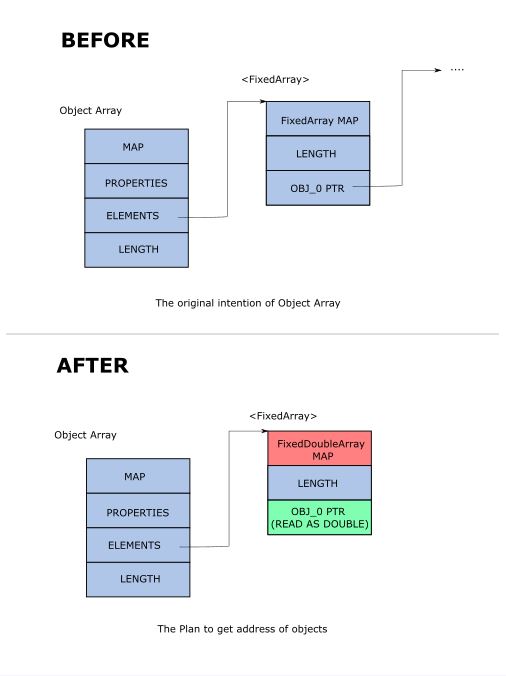 BEFORE
<FixedArray>
....
Object Array
FixedArray MAP
MAP
LENGTH
PROPERTIES
OBJ_0 PTR
ELEMENTS
LENGTH
The original intention of Object Array
AFTER
<FixedArray>
Object Array
FixedDoubleArray
MAP
MAP
LENGTH
PROPERTIES
OBJ_0 PTR
(READ AS DOUBLE)
ELEMENTS
LENGTH
The Plan to get address of objects